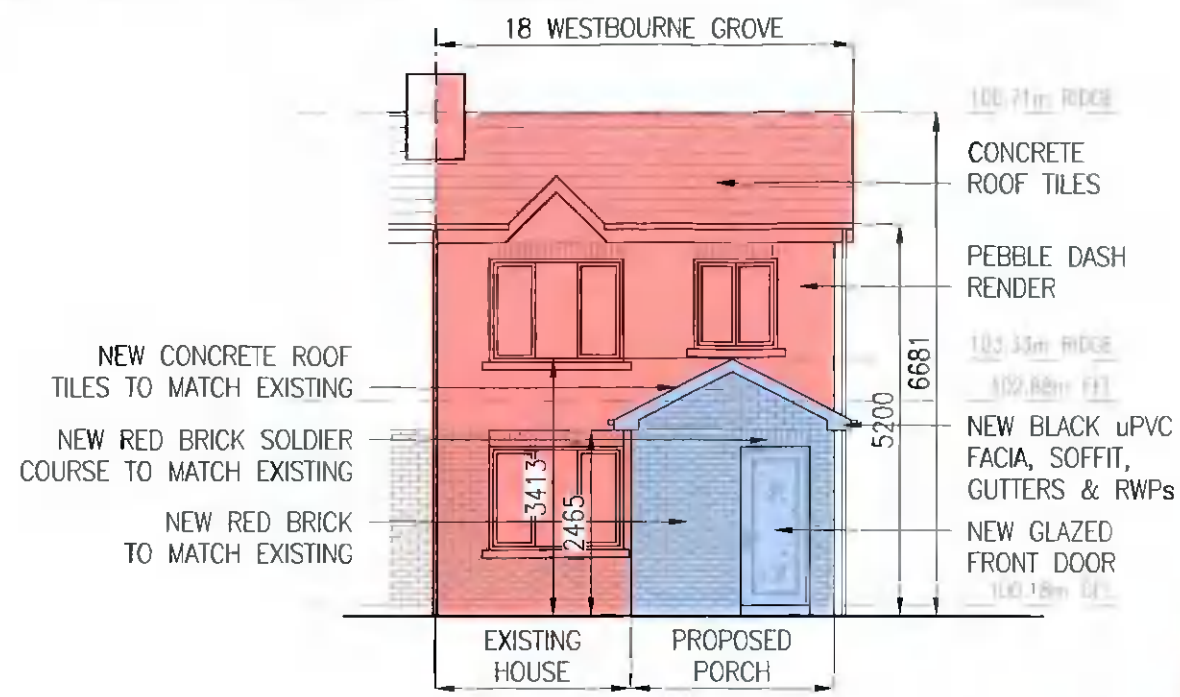 18 WESTBOURNE GROVE
RIDGE
CONCRETE
ROOF TILES
PEBBLE DASH
RENDER
NEW CONCRETE ROOF
TILES TO MATCH EXISTING
NEW RED BRICK SOLDIER
COURSE TO MATCH EXISTING
NEW RED BRICK
TO MATCH EXISTING
3413
2465
5200
6681
RIDGE
NEW BLACK uPVC
FACIA, SOFFIT,
GUTTERS & RWPs
NEW GLAZED
FRONT DOOR
EXISTING
HOUSE
PROPOSED
PORCH